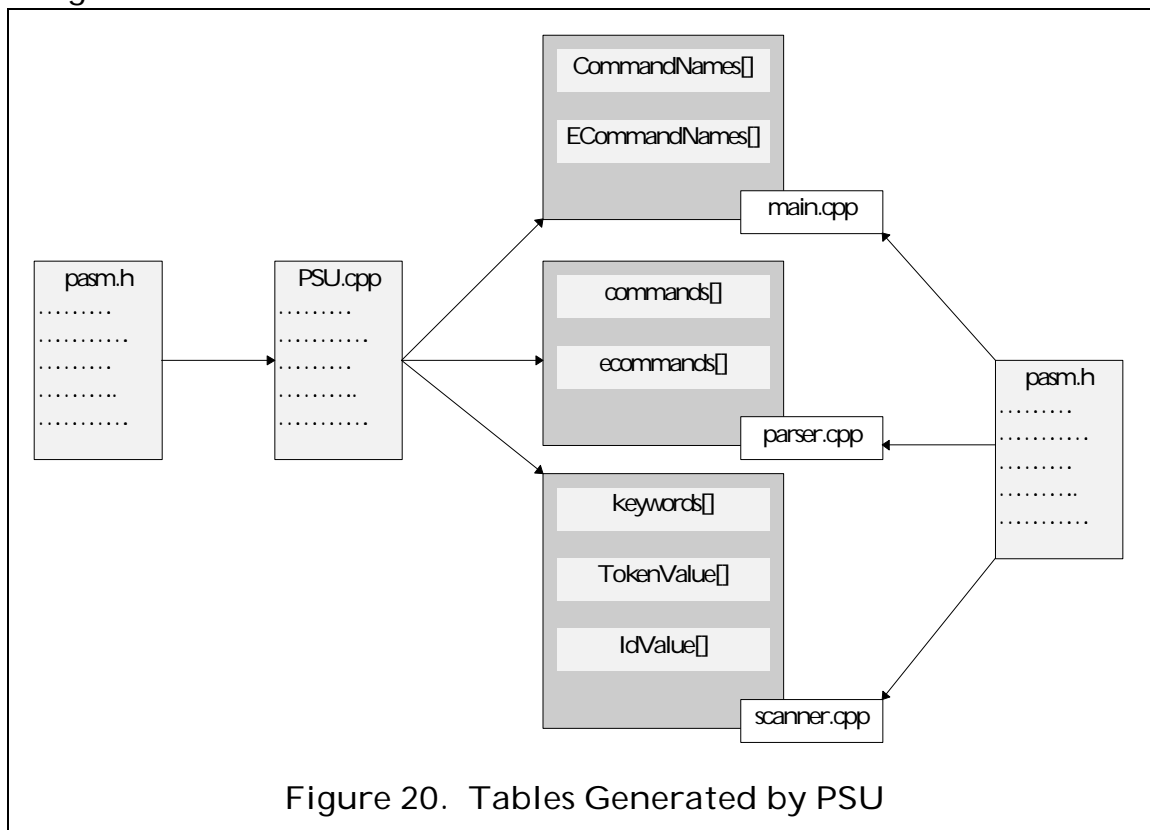 CommandNames[]
ECommandNames[]
main.cpp
pasm.h
.........
...........
.........
..........
...........
PSU.cpp
.........
...........
.........
..........
...........
commands[]
ecommands[]
parser.cpp
pasm.h
.........
...........
.........
..........
...........
keywords[]
TokenValue[]
IdValue[]
scanner.cpp
Figure 20. Tables Generated by PSU